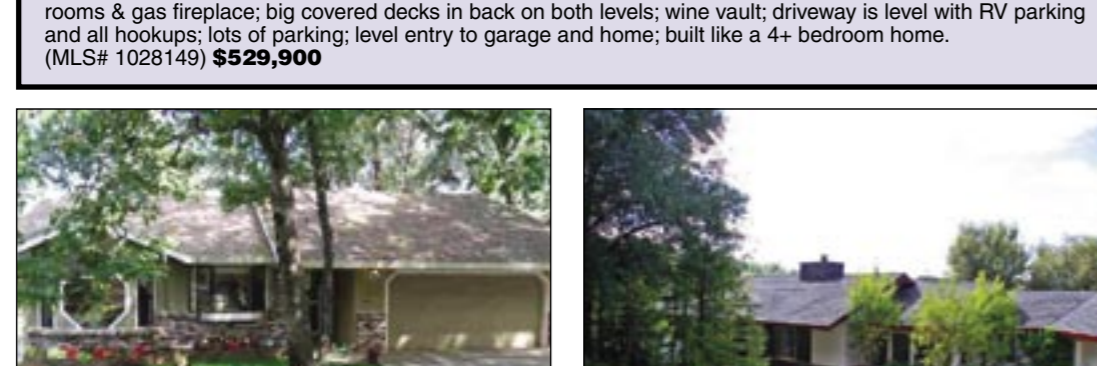 rooms & gas fireplace; big covered decks in back on both levels; wine vault; driveway is level with RV parking
and all hookups; lots of parking; level entry to garage and home; built like a 4+ bedroom home.
(MLS# 1028149) $529,900